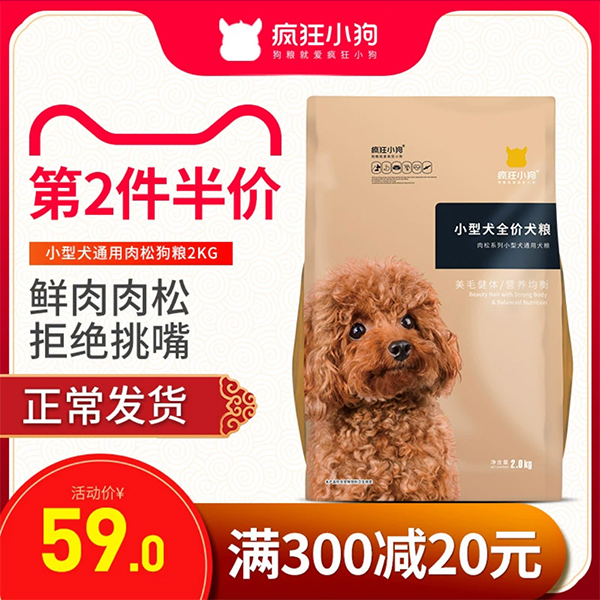 疯狂小狗
狗粮就爱疯狂小狗
第2件半价
小型犬通用肉松狗粮2KG
鲜肉肉松
拒绝挑嘴
正常发货
活动价¥
59.0
满300减20元
疯狂小狗
疯狂小狗
小型犬全价犬粮
肉松系列小型犬通用犬粮
美毛健体/营养均衡
Beauty hair with Strong Body
& Balanced Nutrition
净含量
2.0kg